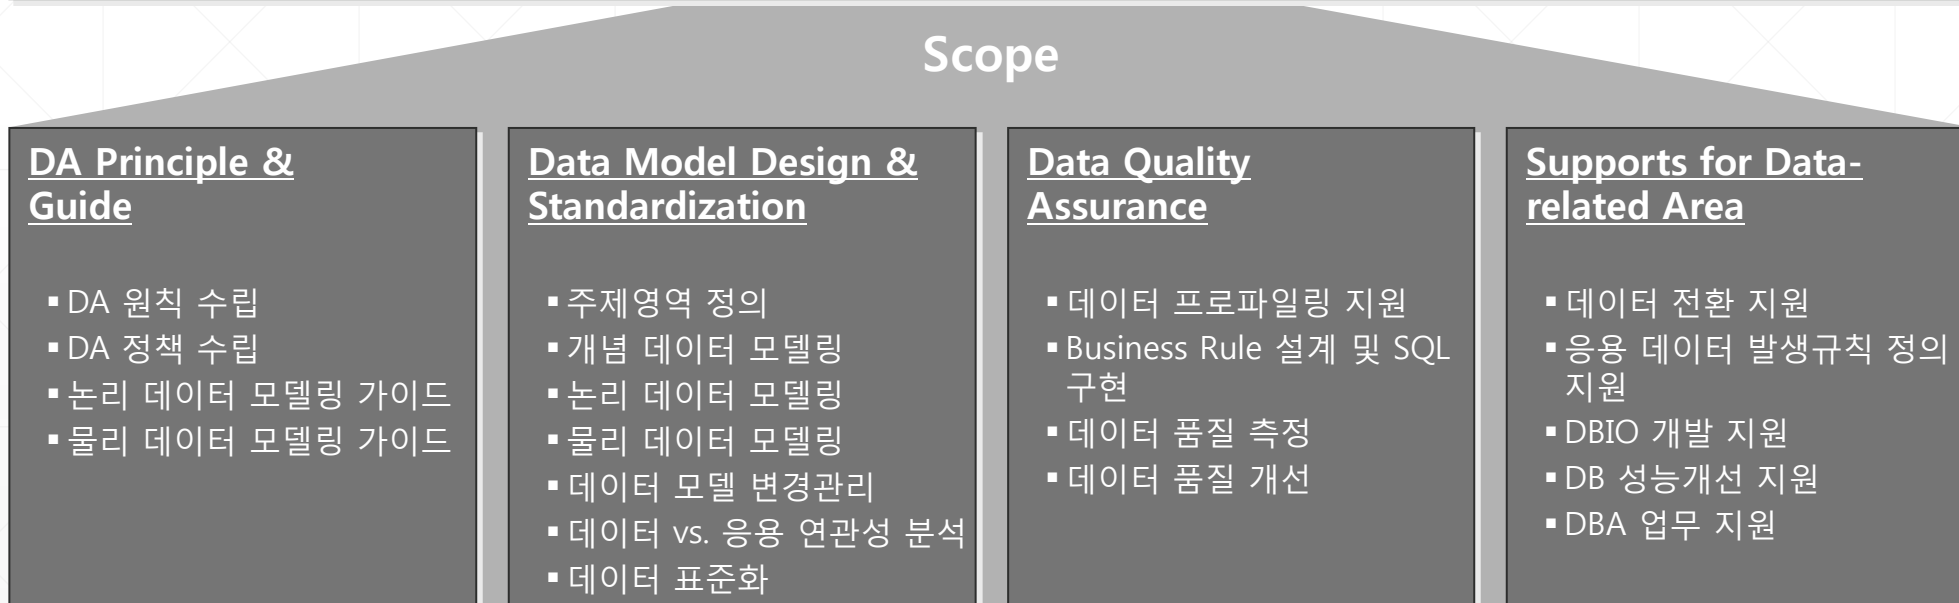 Scope
DA Principle &
Guide
▪ DA 원칙 수립
▪ DA 정책 수립
▪ 논리 데이터 모델링 가이드
▪ 물리 데이터 모델링 가이드
Data Model Design &
Standardization
▪ 주제영역 정의
▪ 개념 데이터 모델링
▪ 논리 데이터 모델링
▪ 물리 데이터 모델링
▪ 데이터 모델 변경관리
▪ 데이터 vs. 응용 연관성 분석
▪ 데이터 표준화
Data Quality
Assurance
▪ 데이터 프로파일링 지원
▪ Business Rule 설계 및 SQL
구현
▪ 데이터 품질 측정
▪ 데이터 품질 개선
Supports for Data-
related Area
▪ 데이터 전환 지원
▪ 응용 데이터 발생규칙 정의
지원
▪ DBIO 개발 지원
▪ DB 성능개선 지원
▪ DBA 업무 지원